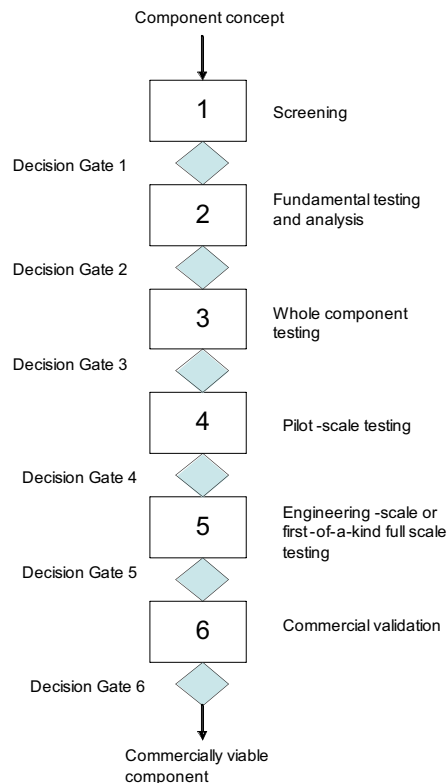 Component concept
1
Screening
Decision Gate 1
2
Fundamental testing
and analysis
Decision Gate 2
3
Whole component
testing
Decision Gate 3
4
Pilot -scale testing
Decision Gate 4
5
Engineering -scale or
first -of-a-kind full scale
testing
Decision Gate 5
6
Commercial validation
Decision Gate 6
Commercially viable
component